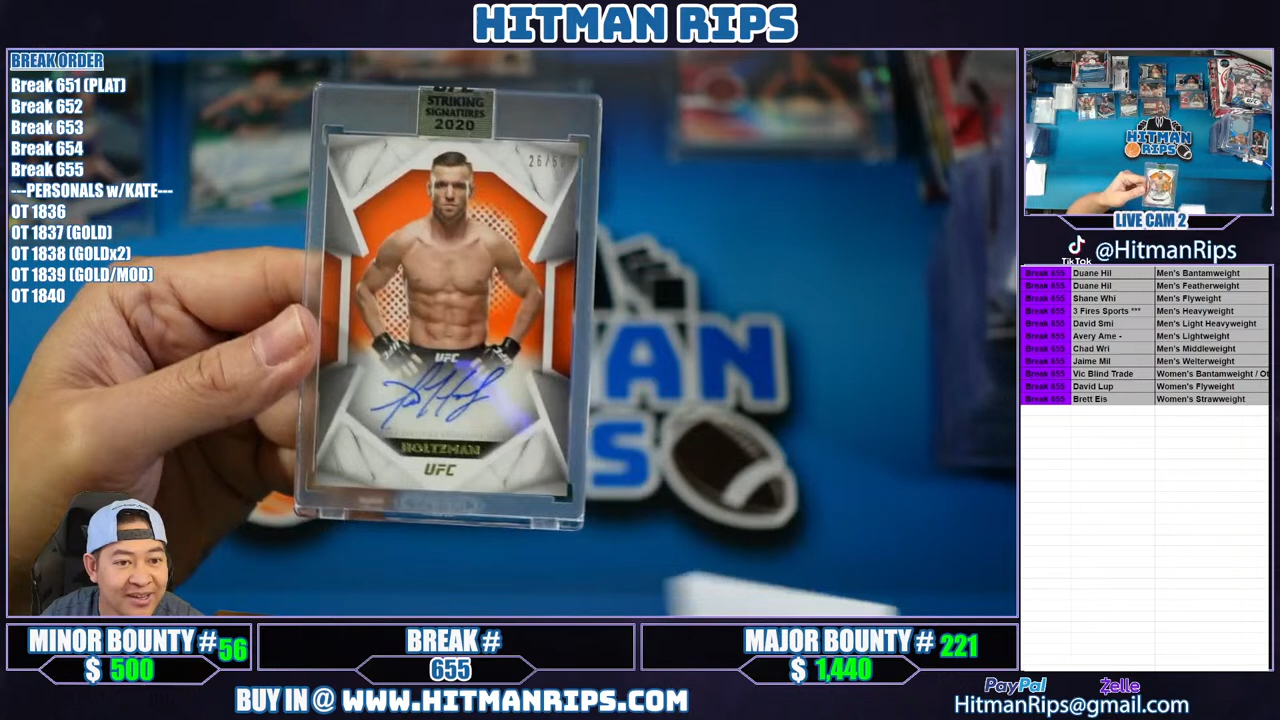 HITMAN RIPS
BREAK ORDER
Break 651 (PLAT)
Break 652
Break 653
Break 654
Break 655
---PERSONALS w/KATE---
OT 1836
OT 1837 (GOLD)
OT 1838 (GOLDx2)
OT 1839 (GOLD/MOD)
OT 1840
UFC
STRIKING
SIGNATURES
2020
UFC
HOLTZMAN
UFC
HITMAN
RIPS
LIVE CAM 2
TikTok
@HitmanRips
Break 655 Duane Hil Men's Bantamweight
Break 655 Duane Hil Men's Featherweight
Break 655 Shane Whi Men's Flyweight
Break 655 3 Fires Sports *** Men's Heavyweight
Break 655 David Smi Men's Light Heavyweight
Break 655 Avery Ame - Men's Lightweight
Break 655 Chad Wri Men's Middleweight
Break 655 Jaime Mil Men's Welterweight
Break 655 Vic Blind Trade Women's Bantamweight / Ot
Break 655 David Lup Women's Flyweight
Break 655 Brett Eis Women's Strawweight
MINOR BOUNTY # 56
$ 500
BREAK #
655
MAJOR BOUNTY # 221
$ 1,440
BUY IN @ WWW.HITMANRIPS.COM
PayPal Zelle
HitmanRips@gmail.com